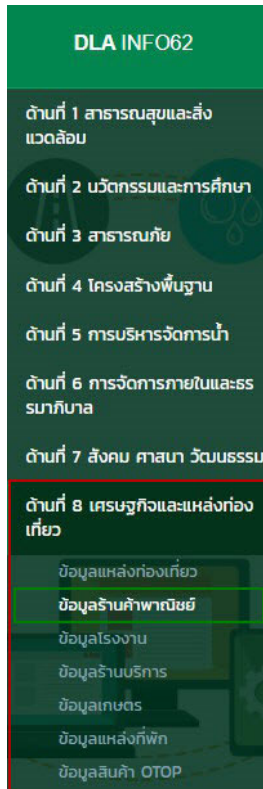 DLA INFO62
ด้านที่ 1 สาธารณสุขและสิ่ง
แวดล้อม
ด้านที่ 2 นวัตกรรมและการศึกษา
ด้านที่ 3 สาธารณภัย
ด้านที่ 4 โครงสร้างพื้นฐาน
ด้านที่ 5 การบริหารจัดการน้ำ
ด้านที่ 6 การจัดการภายในและธร
รมาภิบาล
ด้านที่ 7 สังคม ศาสนา วัฒนธรรม
ด้านที่ 8 เศรษฐกิจและแหล่งท่อง
เที่ยว
ข้อมูลแหล่งท่องเที่ยว
ข้อมูลร้านค้าพาณิชย์
ข้อมูลโรงงาน
ข้อมูลร้านบริการ
ข้อมูลเกษตร
ข้อมูลแหล่งที่พัก
ข้อมูลสินค้า OTOP